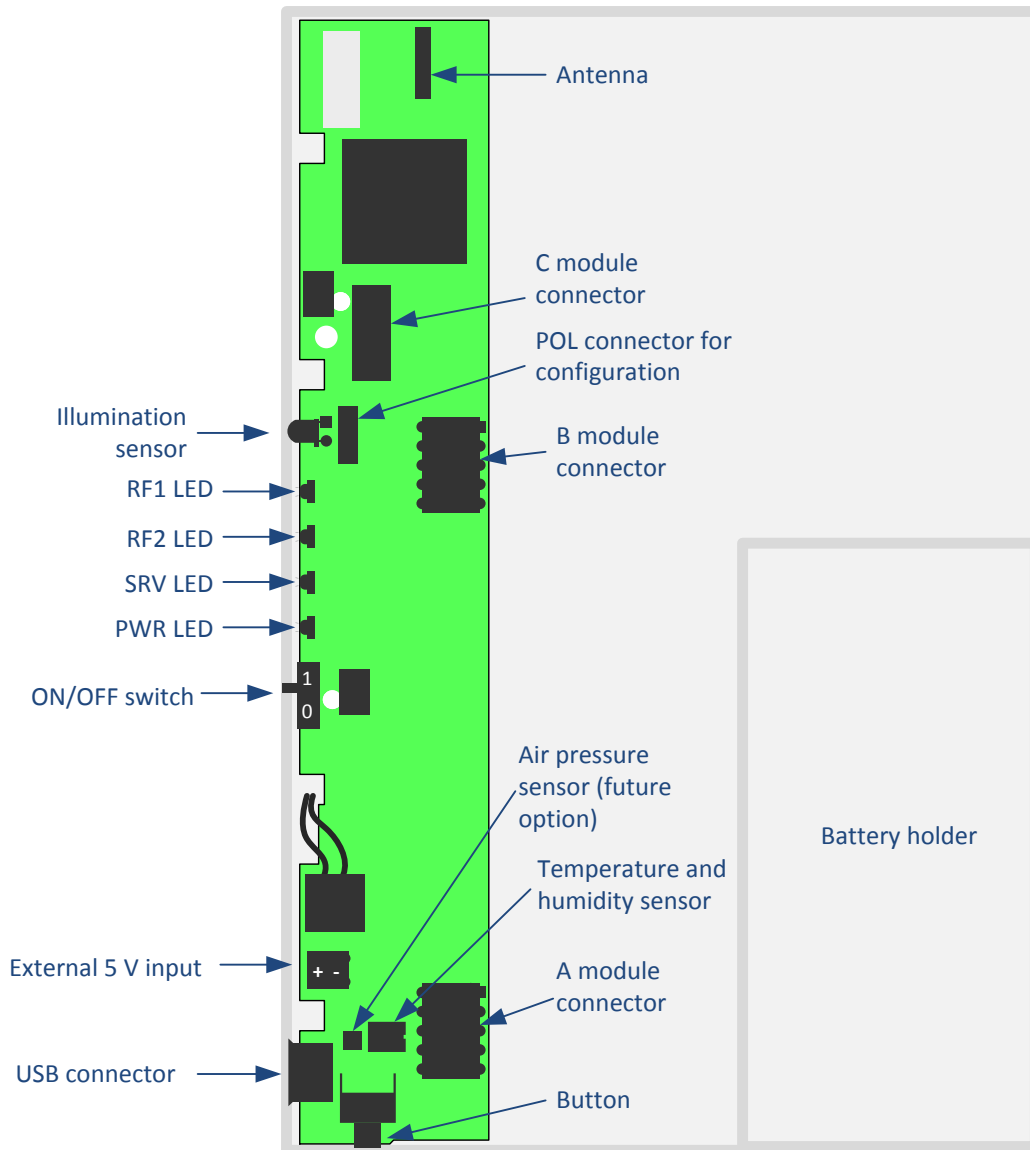 Antenna
C module
connector
POL connector for
configuration
Illumination
sensor
B module
connector
RF1 LED
RF2 LED
SRV LED
PWR LED
ON/OFF switch
1
0
Air pressure
sensor (future
option)
Battery holder
Temperature and
humidity sensor
External 5 V input
+ -
A module
connector
USB connector
Button